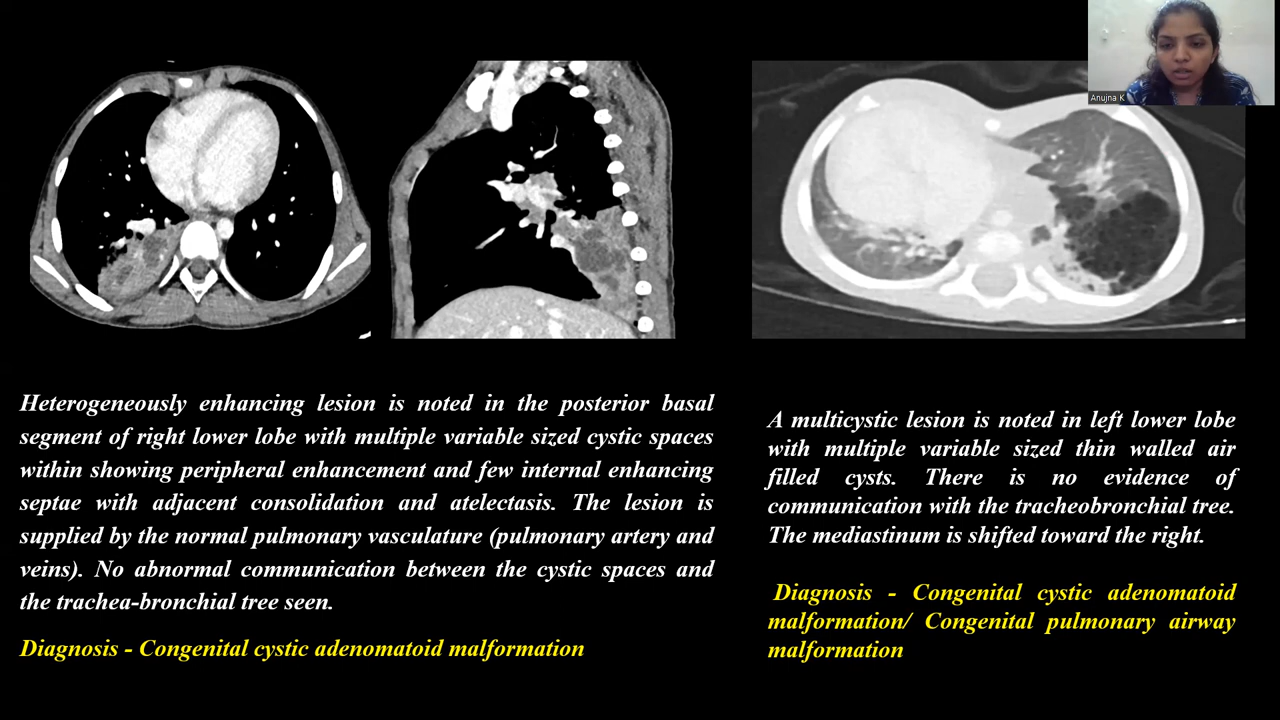 Anujna K
Heterogeneously enhancing lesion is noted in the posterior basal
segment of right lower lobe with multiple variable sized cystic spaces
within showing peripheral enhancement and few internal enhancing
septae with adjacent consolidation and atelectasis. The lesion is
supplied by the normal pulmonary vasculature (pulmonary artery and
veins). No abnormal communication between the cystic spaces and
the trachea-bronchial tree seen.
Diagnosis - Congenital cystic adenomatoid malformation
A multicystic lesion is noted in left lower lobe
with multiple variable sized thin walled air
filled cysts. There is no evidence of
communication with the tracheobronchial tree.
The mediastinum is shifted toward the right.
Diagnosis - Congenital cystic adenomatoid
malformation/ Congenital pulmonary airway
malformation